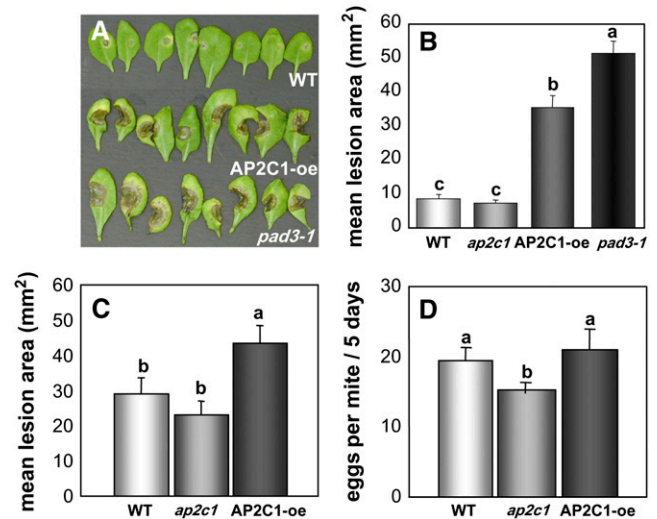 A
WT
AP2C1-oe
pad3-1
B
mean lesion area (mm²)
60
50
40
30
20
10
0
c
c
b
a
WT ap2c1 AP2C1-oe pad3-1
C
mean lesion area (mm²)
60
50
40
30
20
10
0
b
b
a
WT ap2c1 AP2C1-oe
D
eggs per mite / 5 days
30
20
10
0
a
b
a
WT ap2c1 AP2C1-oe